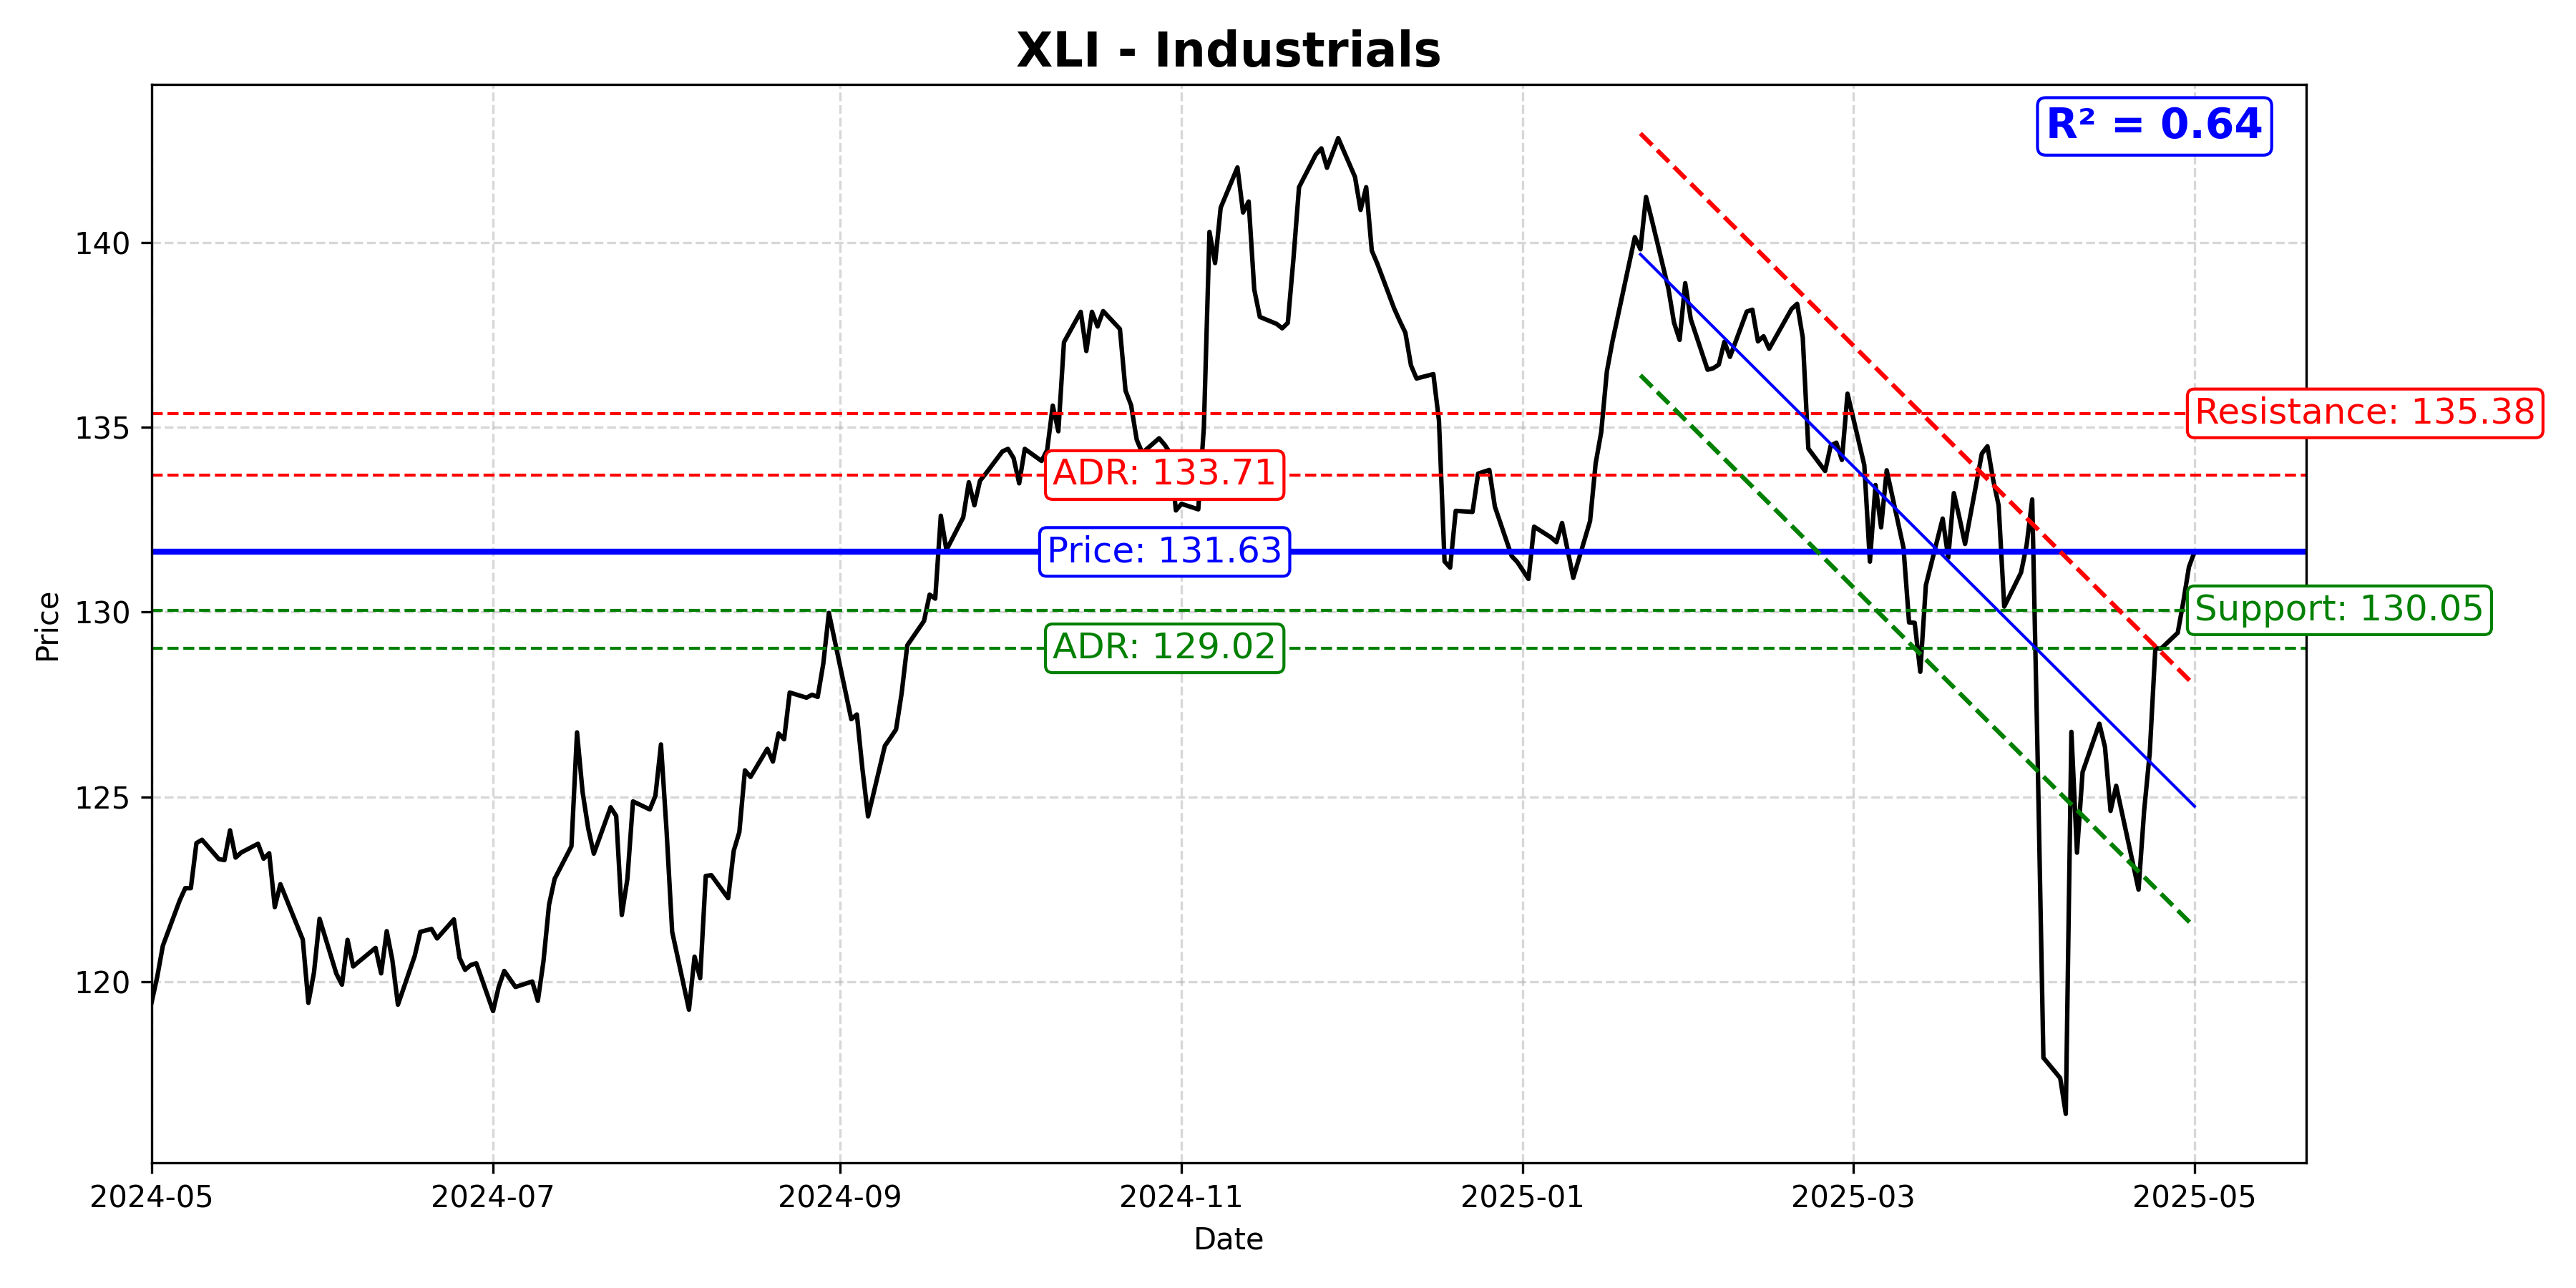 XLI - Industrials
R² = 0.64
140
135
130
125
120
Price
Resistance: 135.38
ADR: 133.71
Price: 131.63
Support: 130.05
ADR: 129.02
2024-05
2024-07
2024-09
2024-11
2025-01
2025-03
2025-05
Date